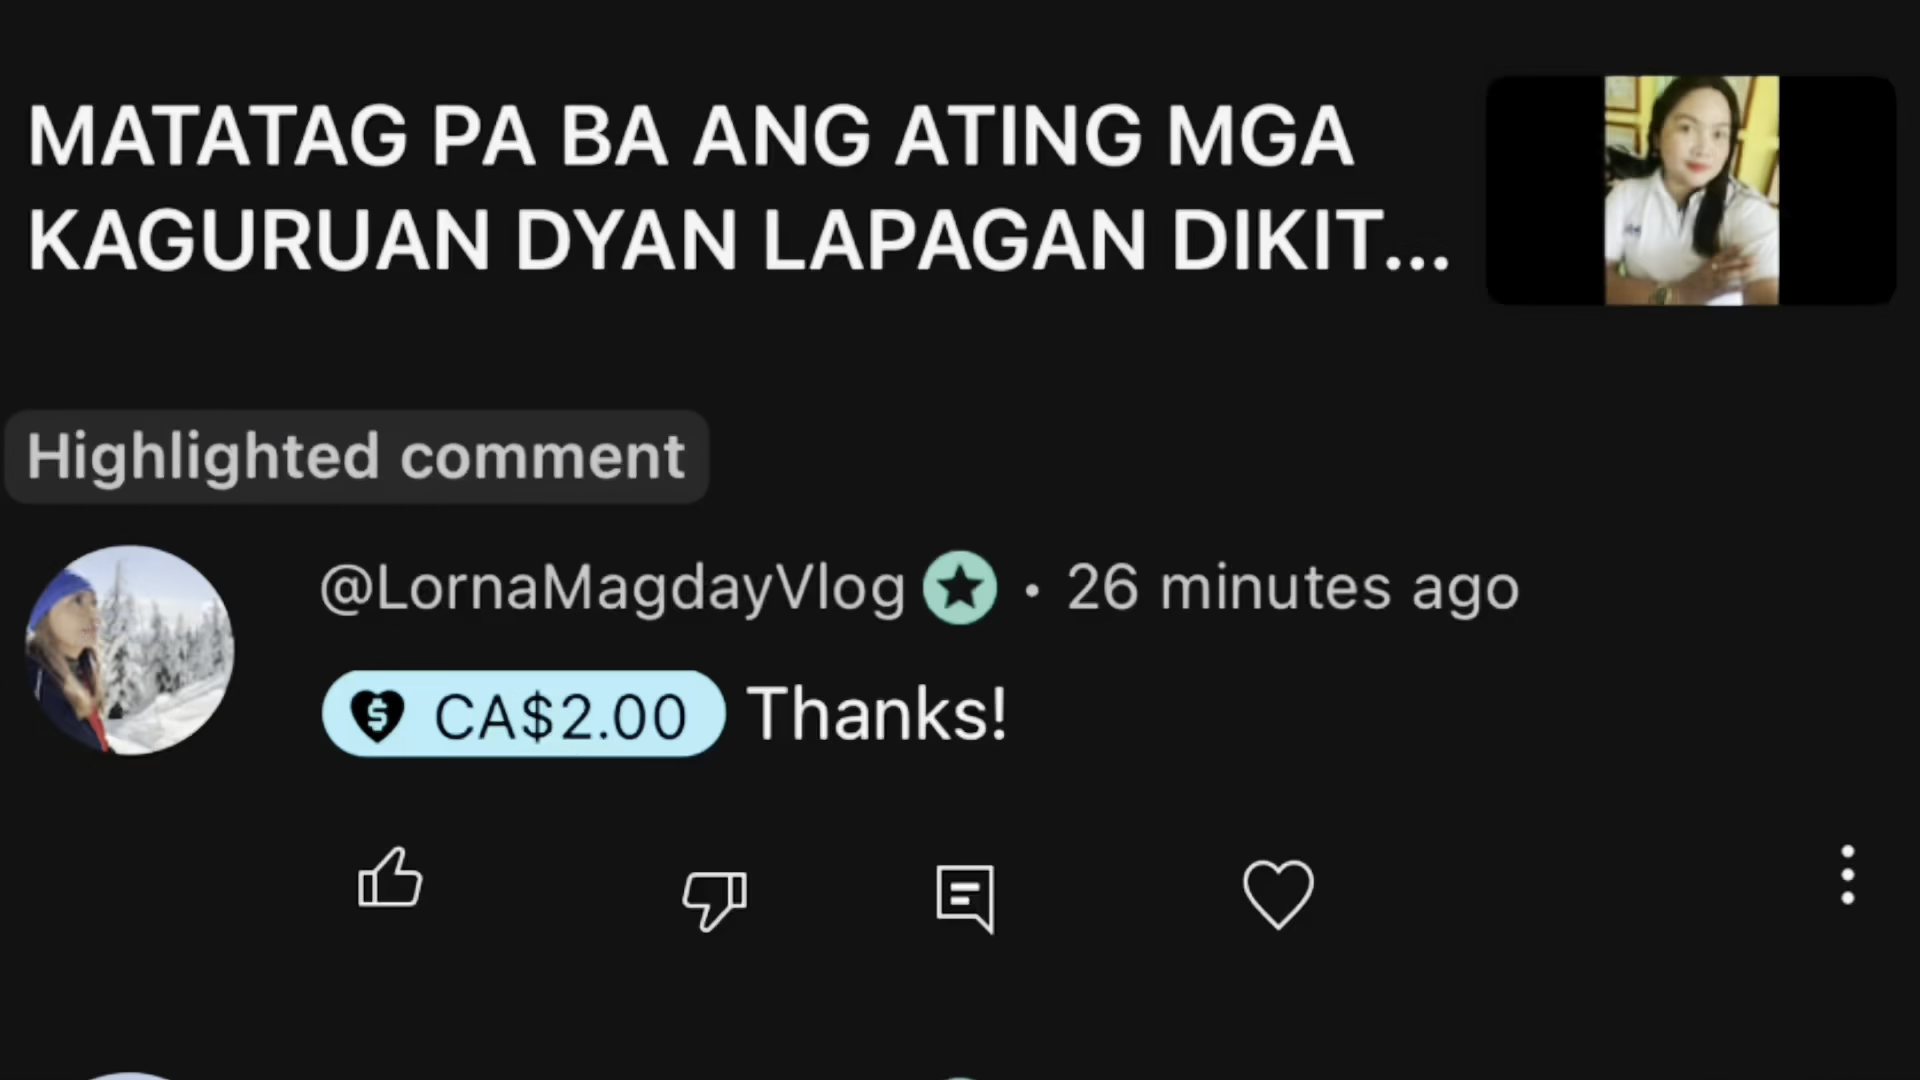 MATATAG PA BA ANG ATING MGA
KAGURUAN DYAN LAPAGAN DIKIT...
Highlighted comment
@LornaMagdayVlog • 26 minutes ago
CA$2.00 Thanks!